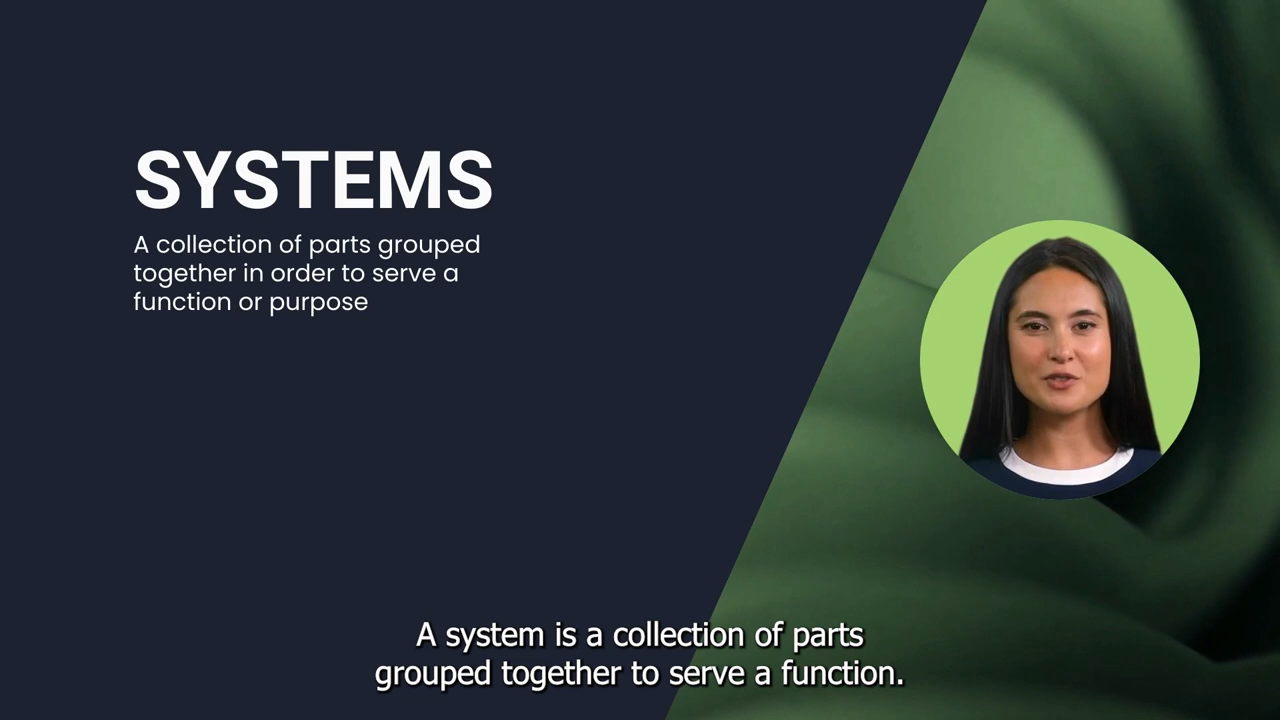 SYSTEMS
A collection of parts grouped
together in order to serve a
function or purpose
A system is a collection of parts
grouped together to serve a function.